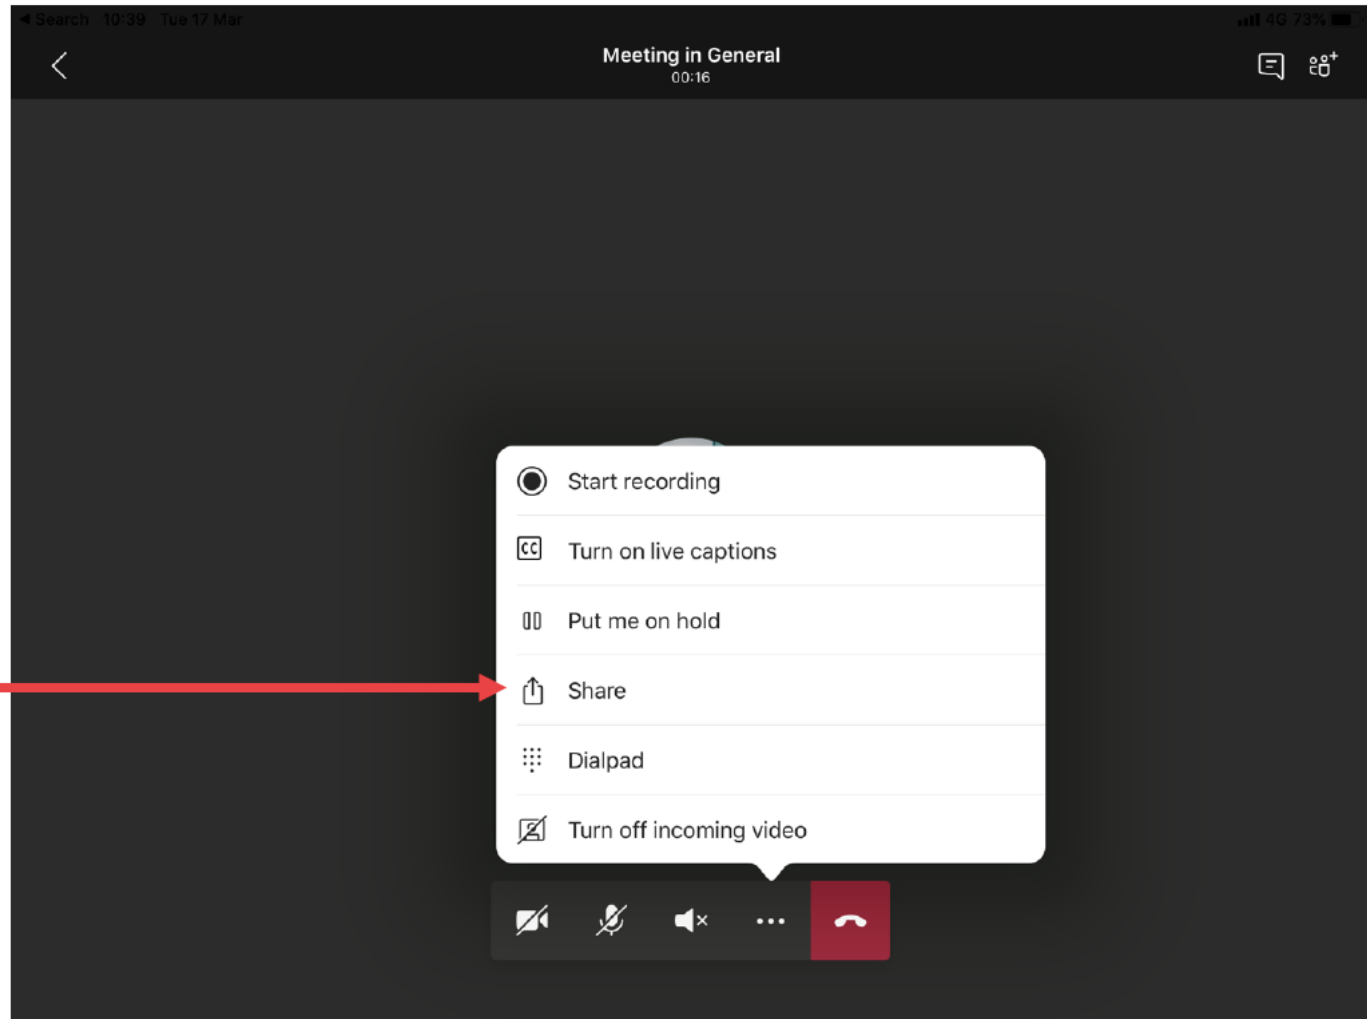 Search 10:39 Tue 17 Mar 4G 73%
Meeting in General
00:16
Start recording
CC Turn on live captions
Put me on hold
Share
Dialpad
Turn off incoming video